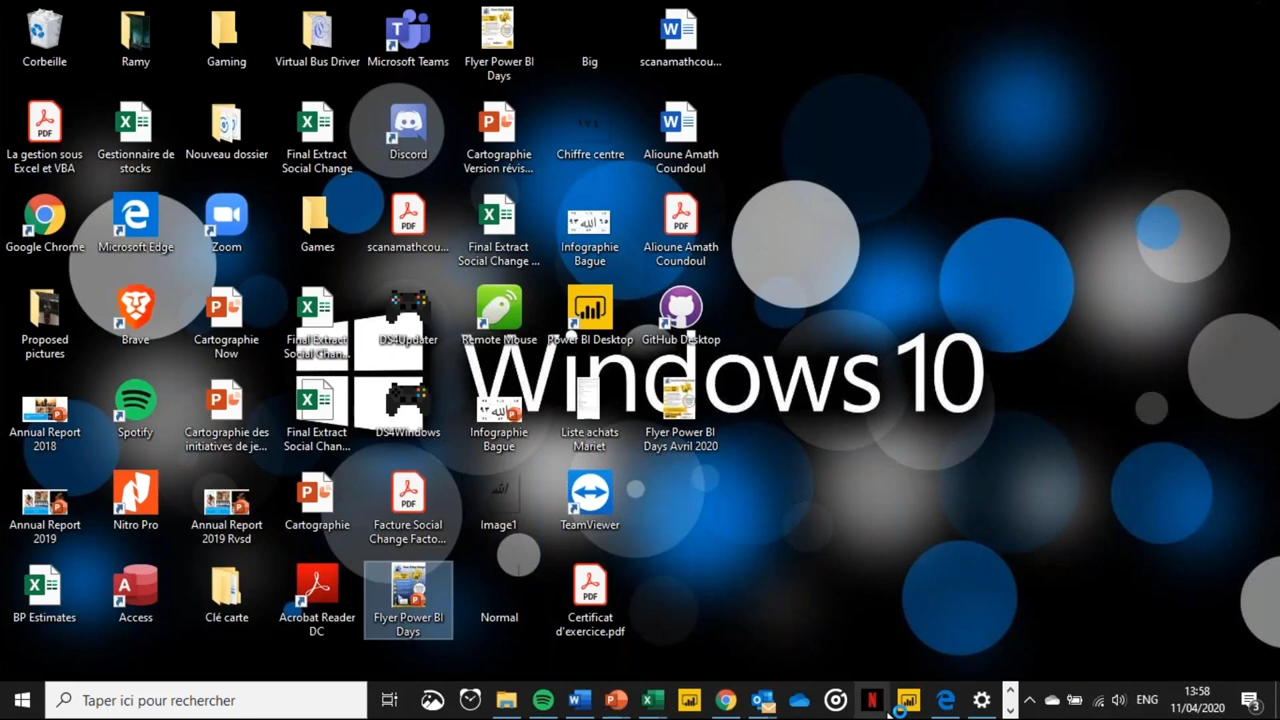 Corbeille
Ramy
Gaming
Virtual Bus Driver
Microsoft Teams
Flyer Power BI
Days
Big
scanamathcou...
La gestion sous
Excel et VBA
Gestionnaire de
stocks
Nouveau dossier
Final Extract
Social Change
Discord
Cartographie
Version révis...
Chiffre centre
Alioune Amath
Coundoul
Google Chrome
Microsoft Edge
Zoom
Games
scanamathcou...
Final Extract
Social Change ...
Infographie
Bague
Alioune Amath
Coundoul
Proposed
pictures
Brave
Cartographie
Now
Final Extract
Social Chan...
DS4Updater
Remote Mouse
Power BI Desktop
GitHub Desktop
Windows 10
Annual Report
2018
Spotify
Cartographie des
initiatives de je...
Final Extract
Social Chan...
DS4Windows
Infographie
Bague
Liste achats
Mariet
Flyer Power BI
Days Avril 2020
Annual Report
2019
Nitro Pro
Annual Report
2019 Rvsd
Cartographie
Facture Social
Change Facto...
Image1
TeamViewer
BP Estimates
Access
Clé carte
Acrobat Reader
DC
Flyer Power BI
Days
Normal
Certificat
d'exercice.pdf
Taper ici pour rechercher
ENG
13:58
11/04/2020
3